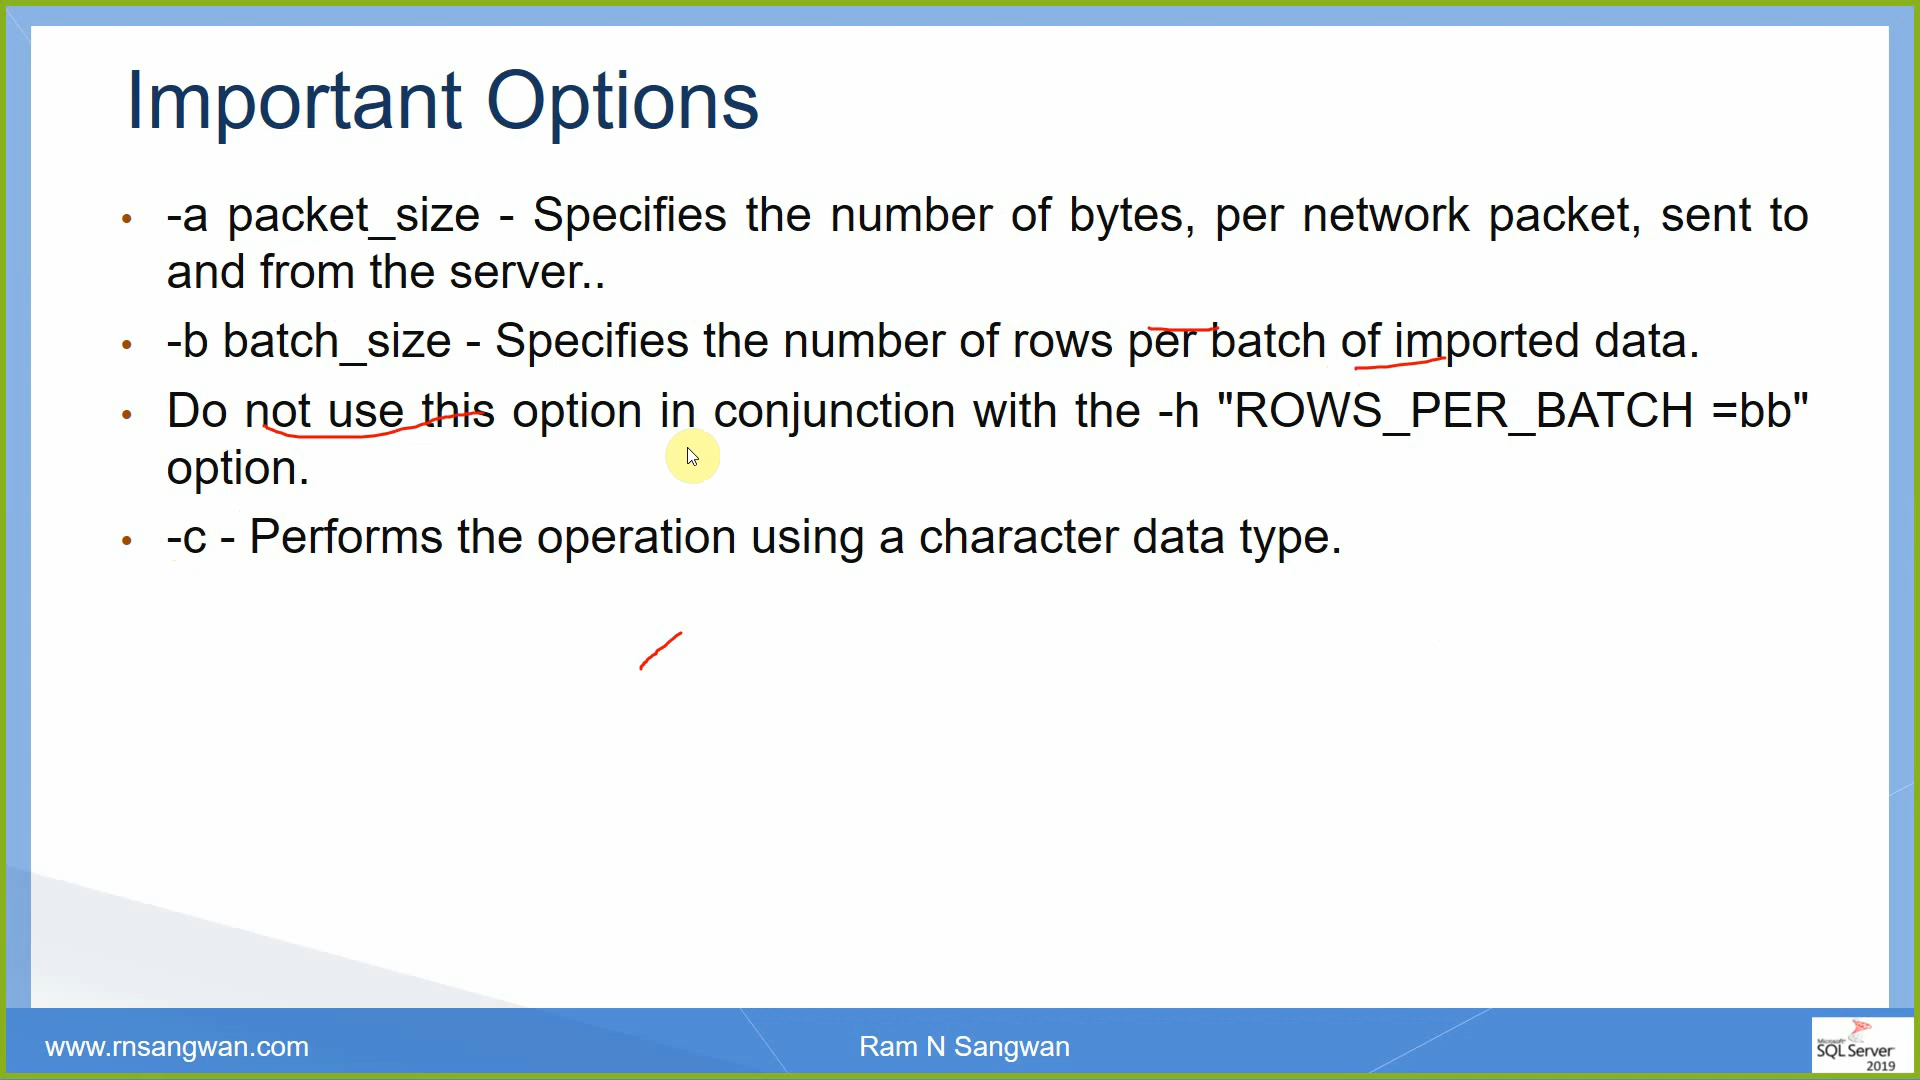 Important Options
• -a packet_size - Specifies the number of bytes, per network packet, sent to
and from the server..
• -b batch_size - Specifies the number of rows per batch of imported data.
• Do not use this option in conjunction with the -h "ROWS_PER_BATCH =bb"
option.
• -c - Performs the operation using a character data type.
www.rnsangwan.com
Ram N Sangwan
Microsoft
SQL Server
2019